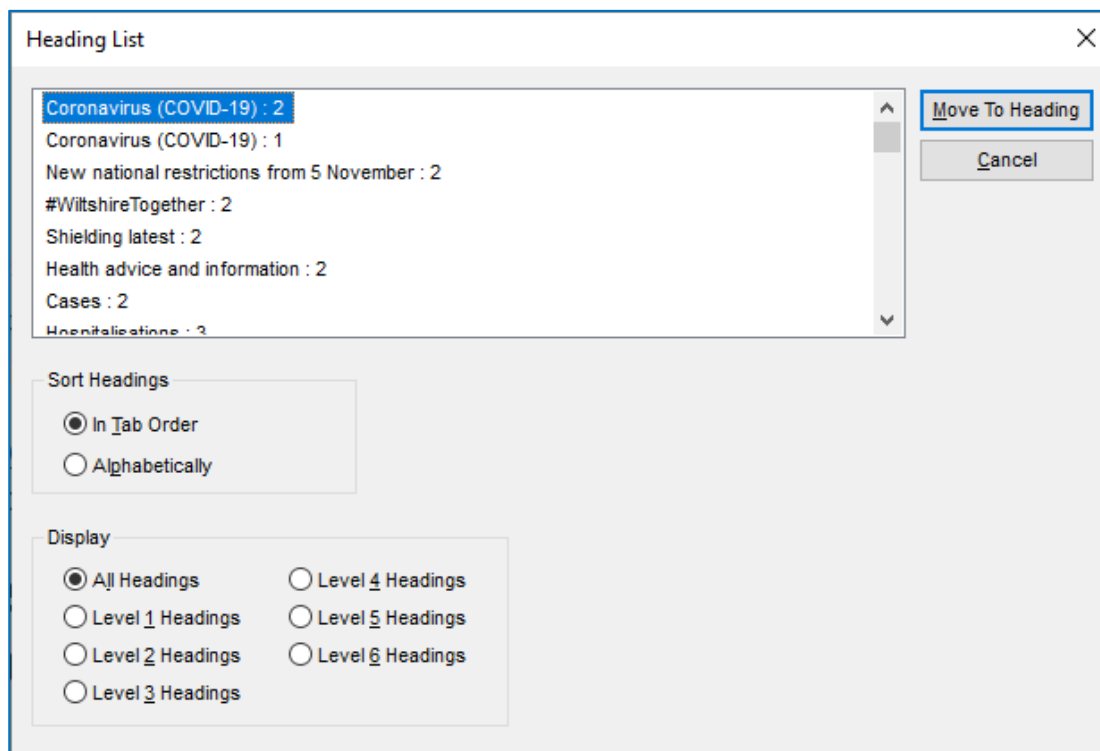 Heading List
Coronavirus (COVID-19) : 2
Coronavirus (COVID-19) : 1
New national restrictions from 5 November : 2
#WiltshireTogether : 2
Shielding latest : 2
Health advice and information : 2
Cases : 2
Hospitalisations : 3
Move To Heading
Cancel
Sort Headings
In Tab Order
Alphabetically
Display
All Headings
Level 1 Headings
Level 2 Headings
Level 3 Headings
Level 4 Headings
Level 5 Headings
Level 6 Headings